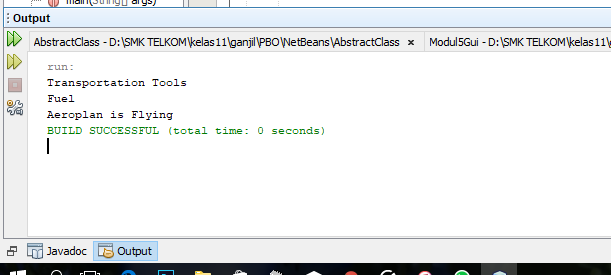 main(String[] args)
Output
AbstractClass - D:\SMK TELKOM\kelas11\ganjil\PBO\NetBeans\AbstractClass × Modul5Gui - D:\SMK TELKOM\kelas11\
run:
Transportation Tools
Fuel
Aeroplan is Flying
BUILD SUCCESSFUL (total time: 0 seconds)
Javadoc Output